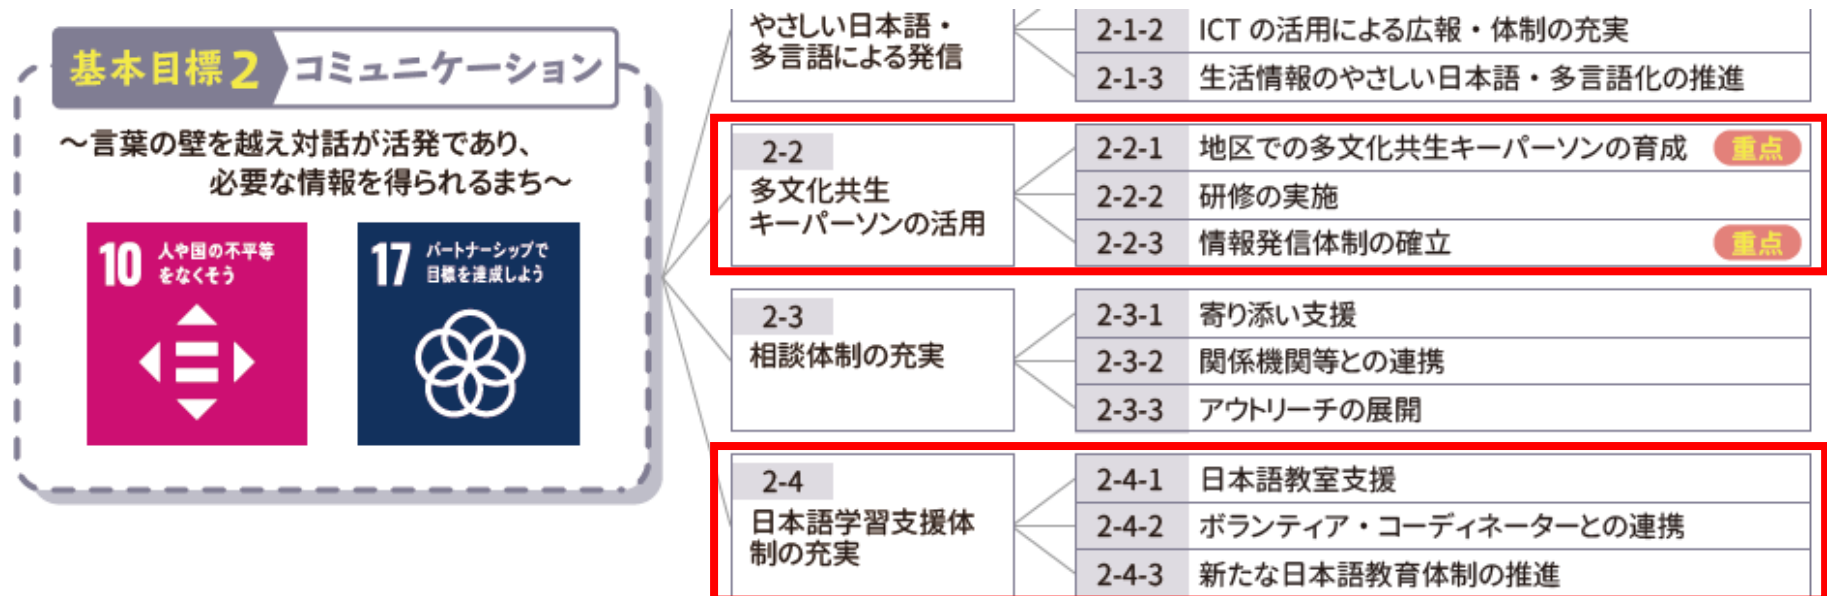 基本目標2 コミュニケーション
～言葉の壁を越え対話が活発であり、
必要な情報を得られるまち～
10 人や国の不平等
をなくそう
17 パートナーシップで
目標を達成しよう
やさしい日本語・
多言語による発信
2-1-2 ICT の活用による広報・体制の充実
2-1-3 生活情報のやさしい日本語・多言語化の推進
2-2
多文化共生
キーパーソンの活用
2-2-1 地区での多文化共生キーパーソンの育成 重点
2-2-2 研修の実施
2-2-3 情報発信体制の確立 重点
2-3
相談体制の充実
2-3-1 寄り添い支援
2-3-2 関係機関等との連携
2-3-3 アウトリーチの展開
2-4
日本語学習支援体
制の充実
2-4-1 日本語教室支援
2-4-2 ボランティア・コーディネーターとの連携
2-4-3 新たな日本語教育体制の推進